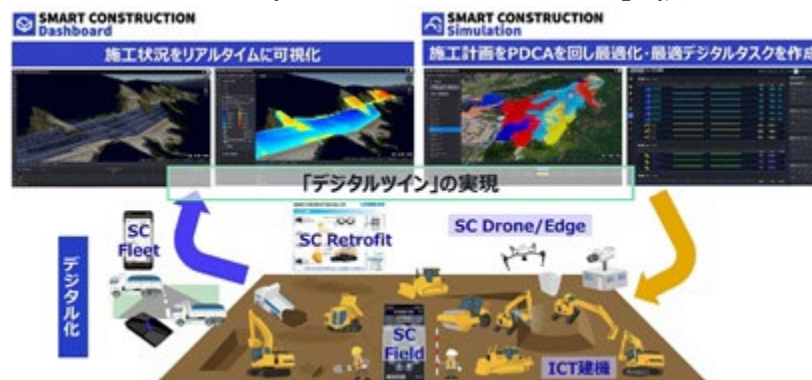 SMART CONSTRUCTION
Dashboard
施工状況をリアルタイムに可視化
SMART CONSTRUCTION
Simulation
施工計画をPDCAを回し最適化・最適デジタルタスクを作成
「デジタルツイン」の実現
デジタル化
SC
Fleet
SC Retrofit
SC Drone/Edge
SC
Field
ICT建機